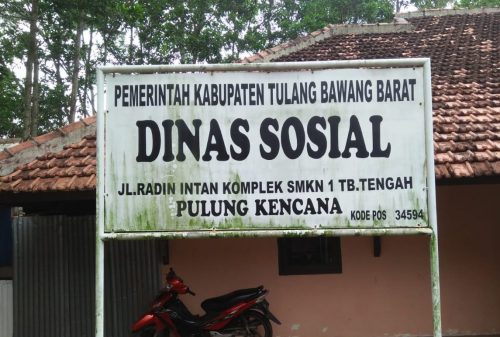 PEMERINTAH KABUPATEN TULANG BAWANG BARAT
DINAS SOSIAL
JL.RADIN INTAN KOMPLEK SMKN 1 TB.TENGAH
PULUNG KENCANA
KODE POS 34594